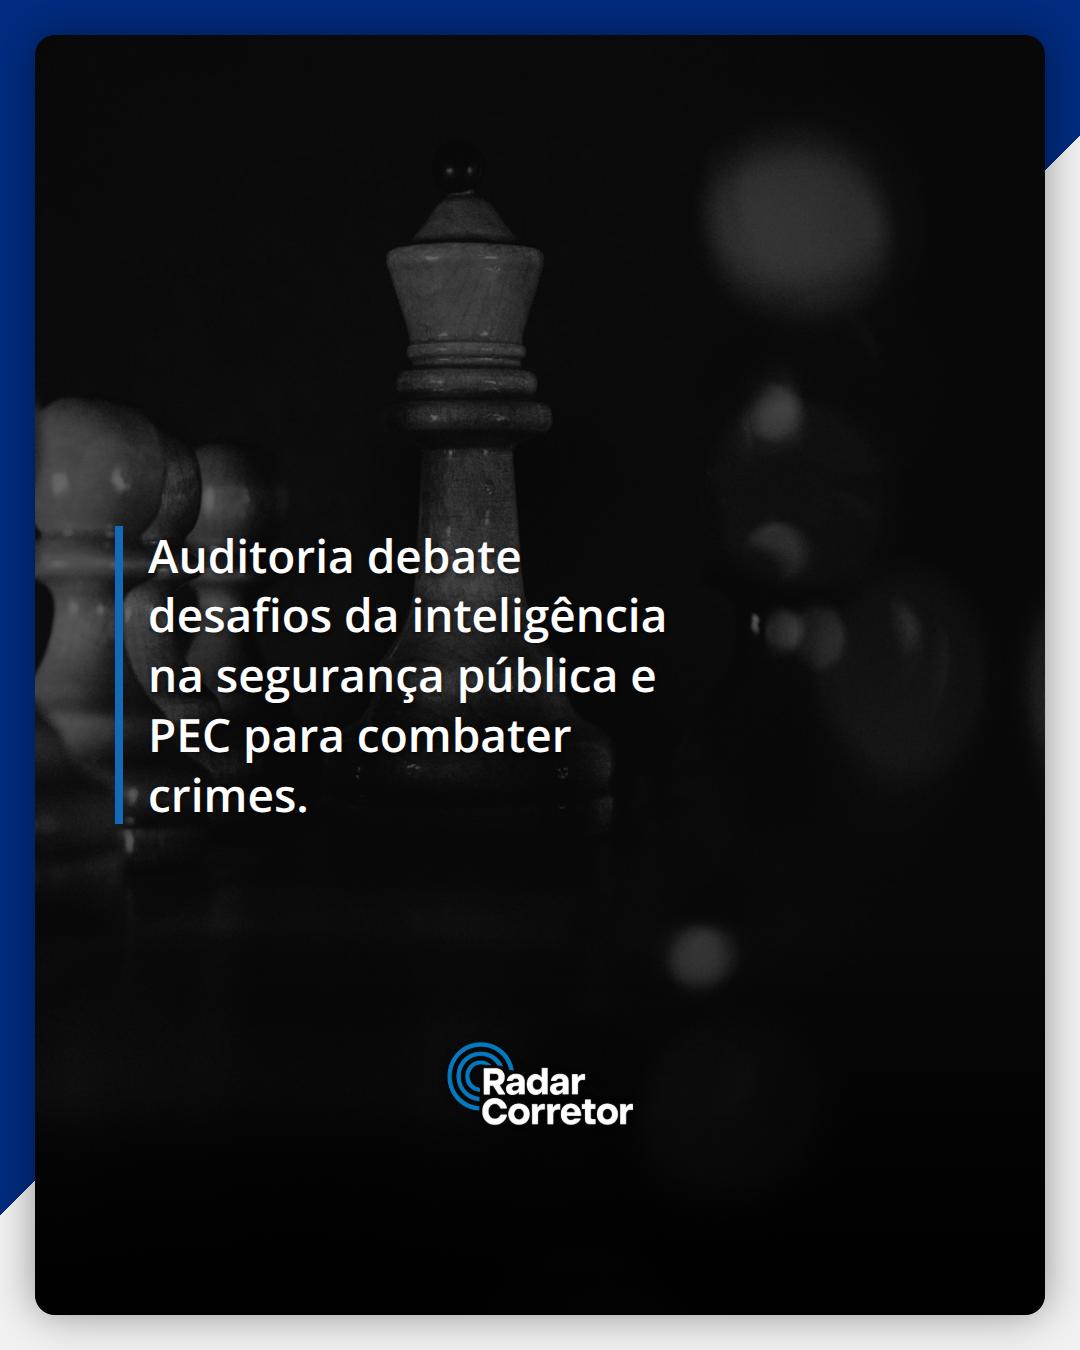 Auditoria debate
desafios da inteligência
na segurança pública e
PEC para combater
crimes.
Radar
Corretor